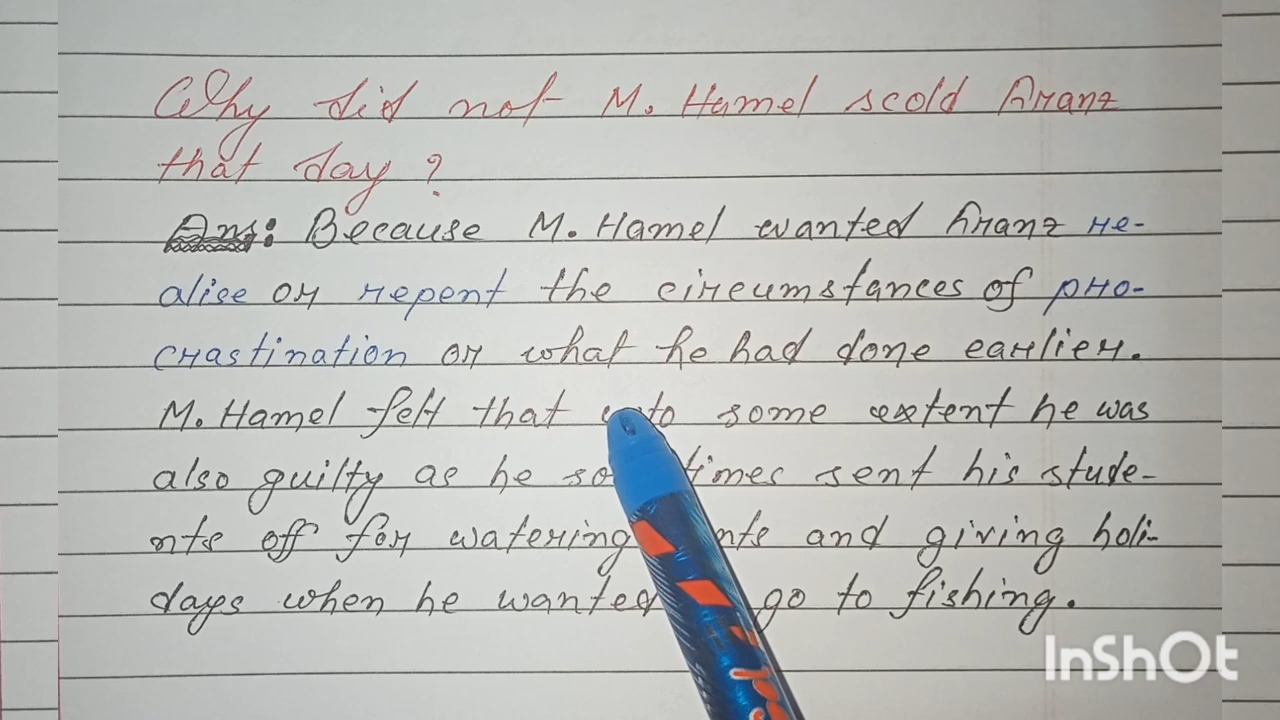 Why did not M. Hamel scold Franz
that day?
Ans: Because M. Hamel wanted Franz re-
alise or repent the circumstances of pro-
crastination or what he had done earlier.
M. Hamel felt that to some extent he was
also guilty as he so times sent his stude-
nts off for watering nts and giving holi-
days when he wanted go to fishing.
InShOt